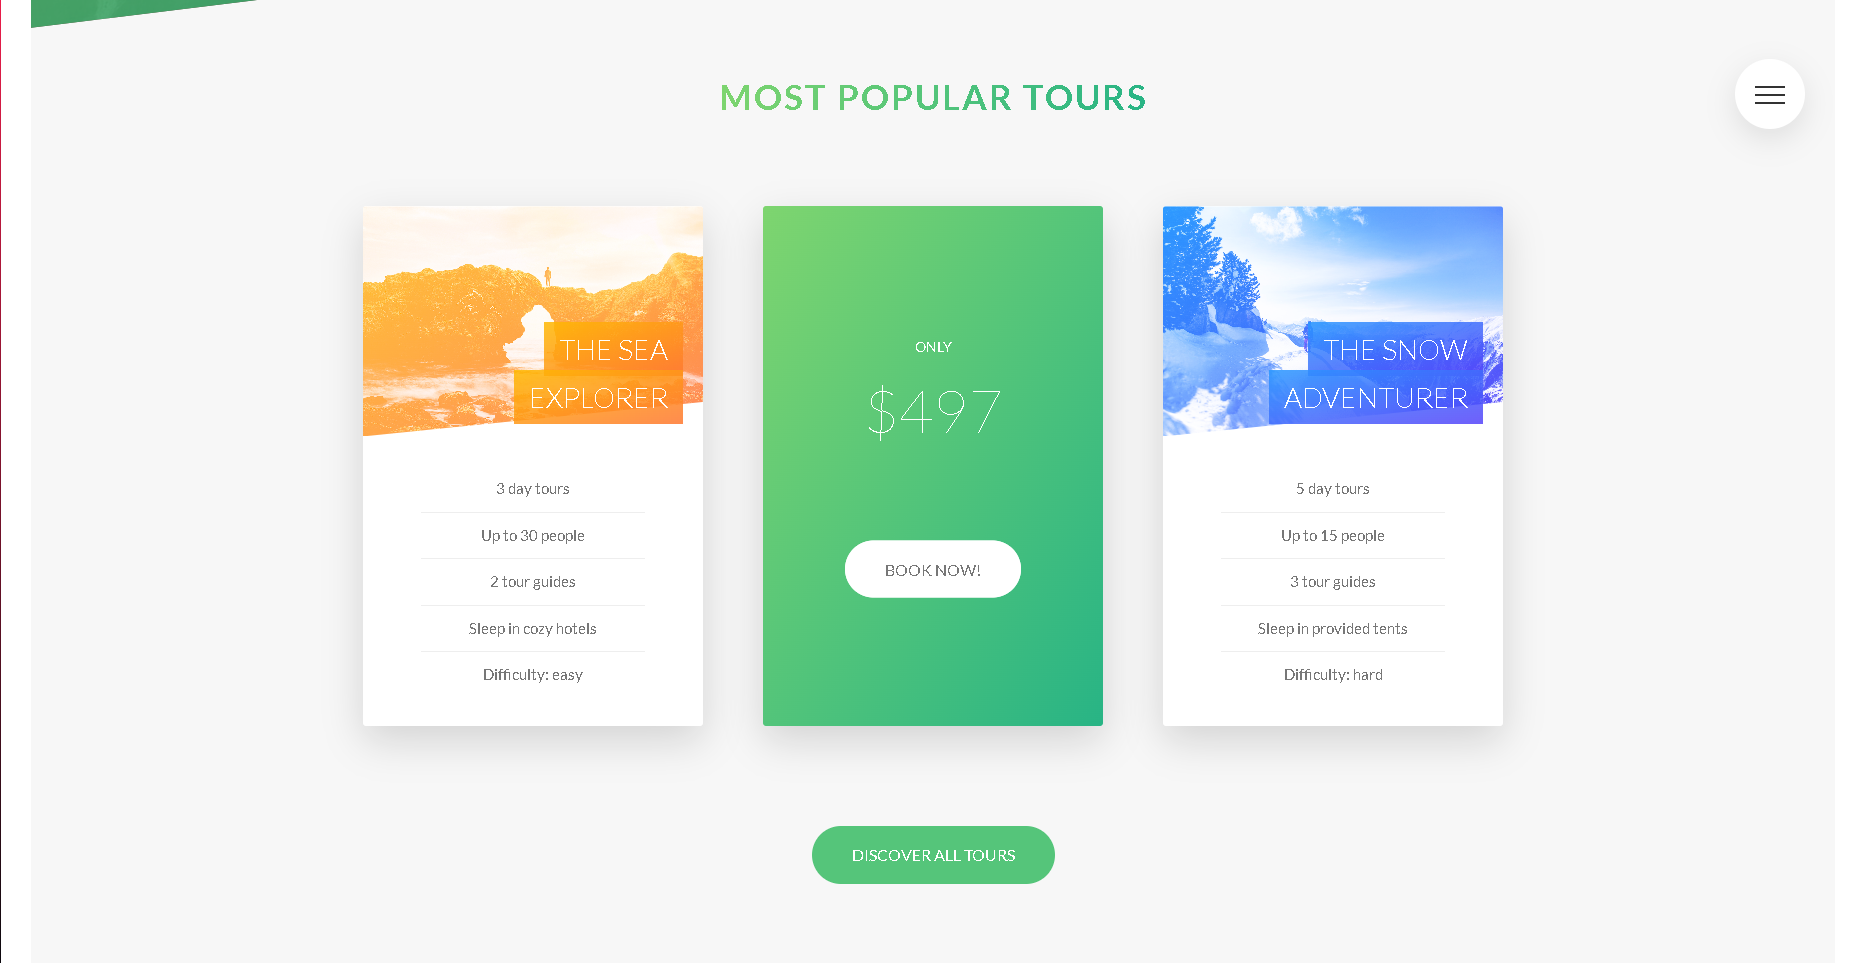 MOST POPULAR TOURS
THE SEA
EXPLORER
3 day tours
Up to 30 people
2 tour guides
Sleep in cozy hotels
Difficulty: easy
ONLY
$497
BOOK NOW!
THE SNOW
ADVENTURER
5 day tours
Up to 15 people
3 tour guides
Sleep in provided tents
Difficulty: hard
DISCOVER ALL TOURS